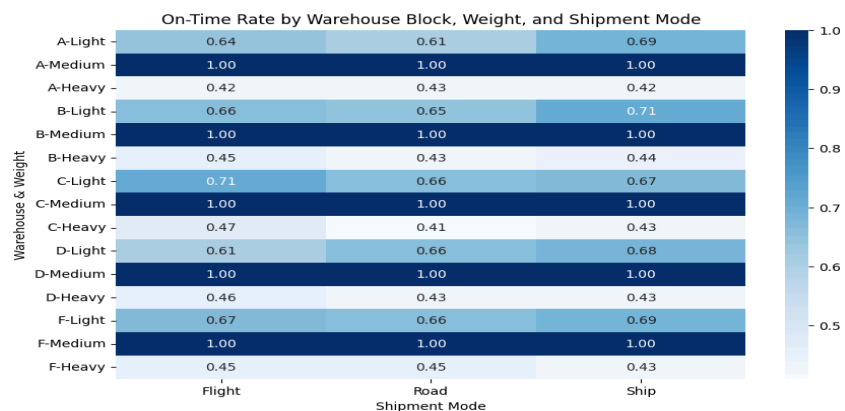 On-Time Rate by Warehouse Block, Weight, and Shipment Mode
A-Light 0.64 0.61 0.69
A-Medium 1.00 1.00 1.00
A-Heavy 0.42 0.43 0.42
B-Light 0.66 0.65 0.71
B-Medium 1.00 1.00 1.00
B-Heavy 0.45 0.43 0.44
C-Light 0.71 0.66 0.67
C-Medium 1.00 1.00 1.00
C-Heavy 0.47 0.41 0.43
D-Light 0.61 0.66 0.68
D-Medium 1.00 1.00 1.00
D-Heavy 0.46 0.43 0.43
F-Light 0.67 0.66 0.69
F-Medium 1.00 1.00 1.00
F-Heavy 0.45 0.45 0.43
Flight Road Ship
Shipment Mode
Warehouse & Weight
1.0
0.9
0.8
0.7
0.6
0.5